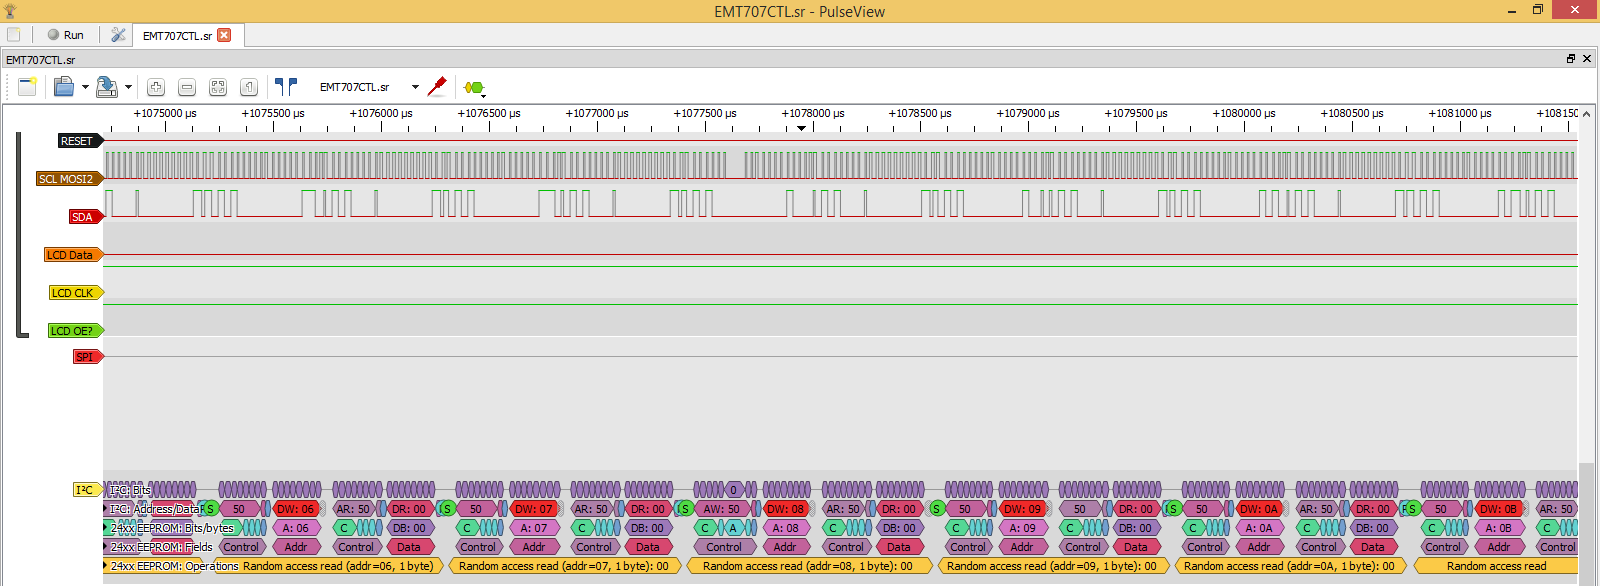 EMT707CTL.sr - PulseView
Run EMT707CTL.sr
EMT707CTL.sr
EMT707CTL.sr
+1075000 µs +1075500 µs +1076000 µs +1076500 µs +1077000 µs +1077500 µs +1078000 µs +1078500 µs +1079000 µs +1079500 µs +1080000 µs +1080500 µs +1081000 µs +108150
RESET
SCL MOSI2
SDA
LCD Data
LCD CLK
LCD OE?
SPI
I²C I²C: Bits 0
I²C: Address/Data S 50 DW: 06 AR: 50 DR: 00 S 50 DW: 07 AR: 50 DR: 00 S AW: 50 DW: 08 AR: 50 DR: 00 S 50 DW: 09 50 DR: 00 S 50 DW: 0A AR: 50 DR: 00 S 50 DW: 0B AR: 50
24xx EEPROM: Bits/bytes C A: 06 C DB: 00 C A: 07 C DB: 00 C A A: 08 C DB: 00 C A: 09 C DB: 00 C A: 0A C DB: 00 C A: 0B C
24xx EEPROM: Fields Control Addr Control Data Control Addr Control Data Control Addr Control Data Control Addr Control Data Control Addr Control Data Control Addr Control
24xx EEPROM: Operations Random access read (addr=06, 1 byte) Random access read (addr=07, 1 byte): 00 Random access read (addr=08, 1 byte): 00 Random access read (addr=09, 1 byte): 00 Random access read (addr=0A, 1 byte): 00 Random access read